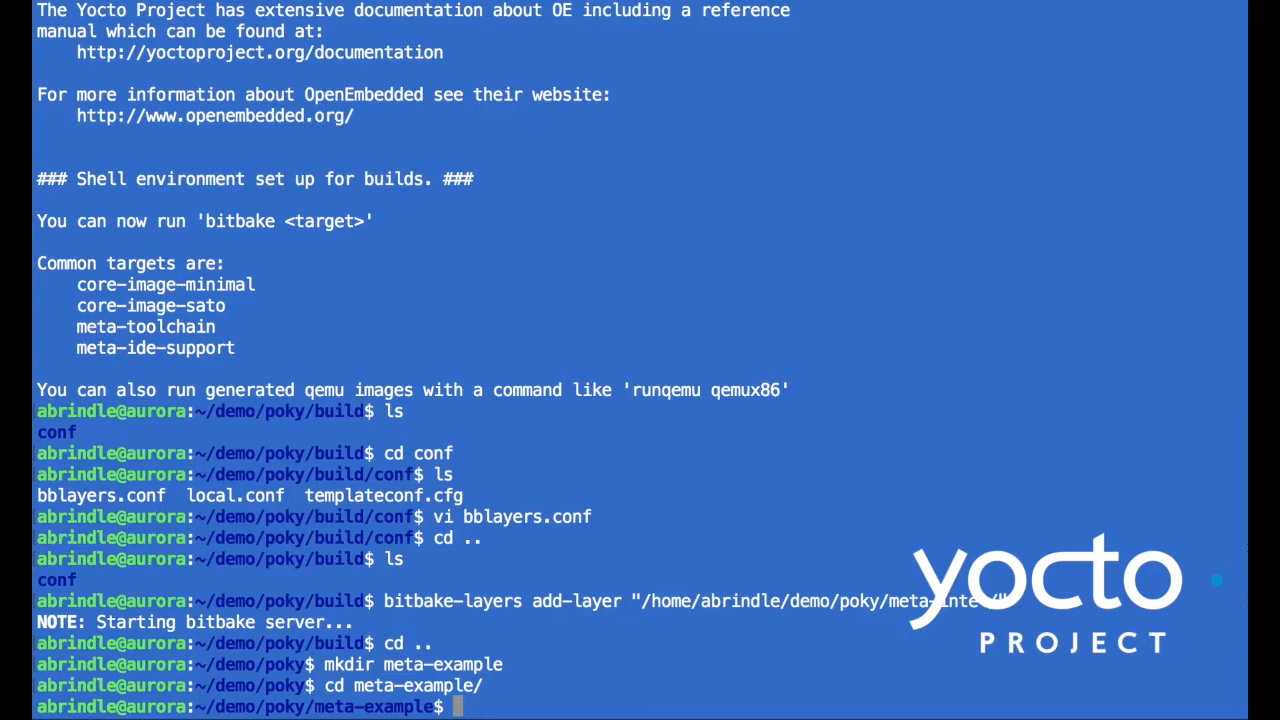 The Yocto Project has extensive documentation about OE including a reference
manual which can be found at:
    http://yoctoproject.org/documentation

For more information about OpenEmbedded see their website:
    http://www.openembedded.org/

### Shell environment set up for builds. ###

You can now run 'bitbake <target>'

Common targets are:
    core-image-minimal
    core-image-sato
    meta-toolchain
    meta-ide-support

You can also run generated qemu images with a command like 'runqemu qemux86'
abrindle@aurora:~/demo/poky/build$ ls
conf
abrindle@aurora:~/demo/poky/build$ cd conf
abrindle@aurora:~/demo/poky/build/conf$ ls
bblayers.conf  local.conf  templateconf.cfg
abrindle@aurora:~/demo/poky/build/conf$ vi bblayers.conf
abrindle@aurora:~/demo/poky/build/conf$ cd ..
abrindle@aurora:~/demo/poky/build$ ls
conf
abrindle@aurora:~/demo/poky/build$ bitbake-layers add-layer "/home/abrindle/demo/poky/meta-intel/"
NOTE: Starting bitbake server...
abrindle@aurora:~/demo/poky/build$ cd ..
abrindle@aurora:~/demo/poky$ mkdir meta-example
abrindle@aurora:~/demo/poky$ cd meta-example/
abrindle@aurora:~/demo/poky/meta-example$
yocto
PROJECT